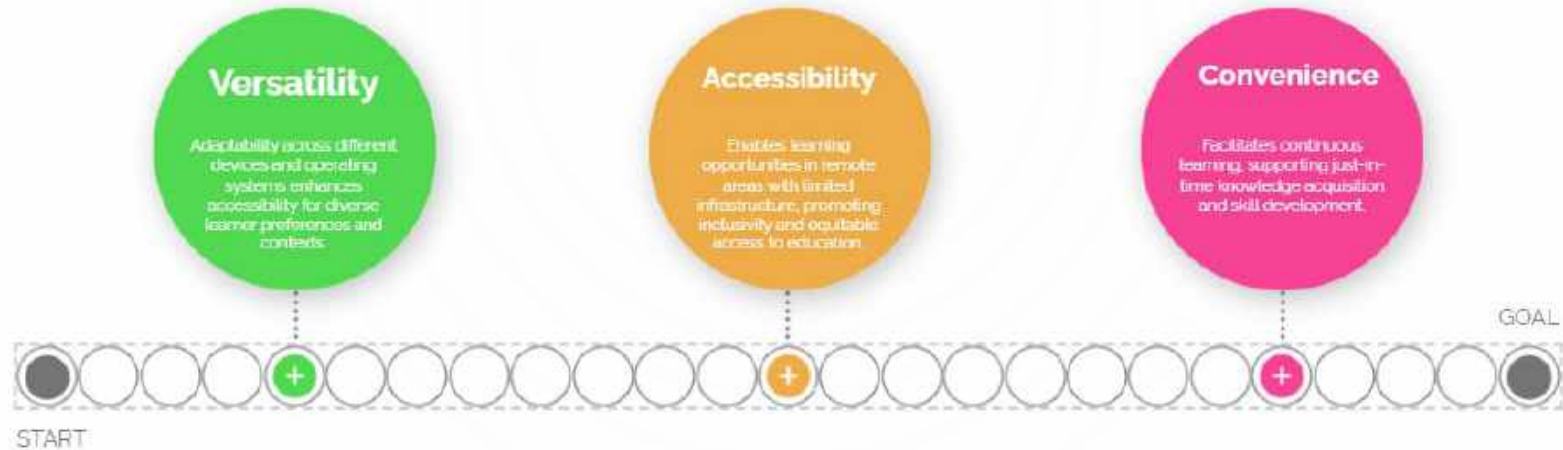 Versatility
Adaptability across different
devices and operating
systems enhances
accessibility for diverse
learner preferences and
contexts.
Accessibility
Enables learning
opportunities in remote
areas with limited
infrastructure, promoting
inclusivity and equitable
access to education.
Convenience
Facilitates continuous
learning, supporting just-in-
time knowledge acquisition
and skill development.
GOAL
+
+
+
START